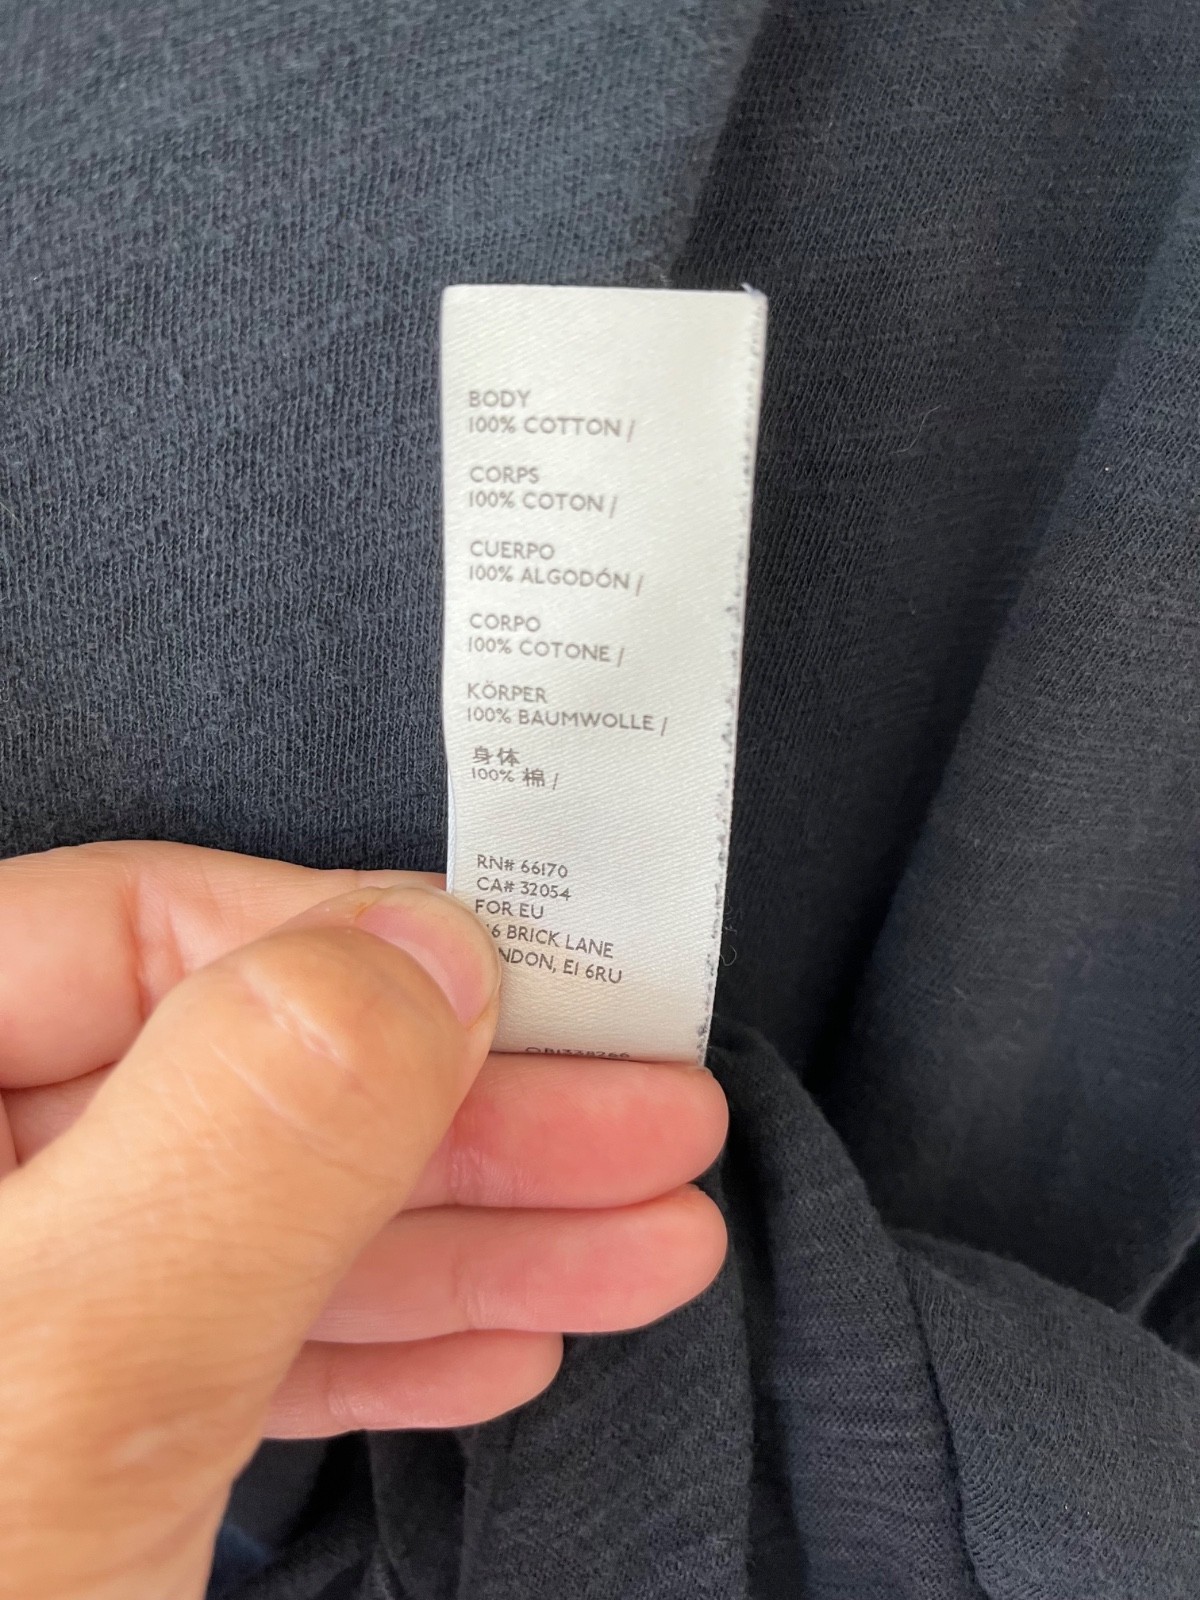 BODY
100% COTTON /
CORPS
100% COTON /
CUERPO
100% ALGODÓN /
CORPO
100% COTONE /
KÖRPER
100% BAUMWOLLE /
身体
100% 棉 /
RN# 66170
CA# 32054
FOR EU
BRICK LANE
E1 6RU